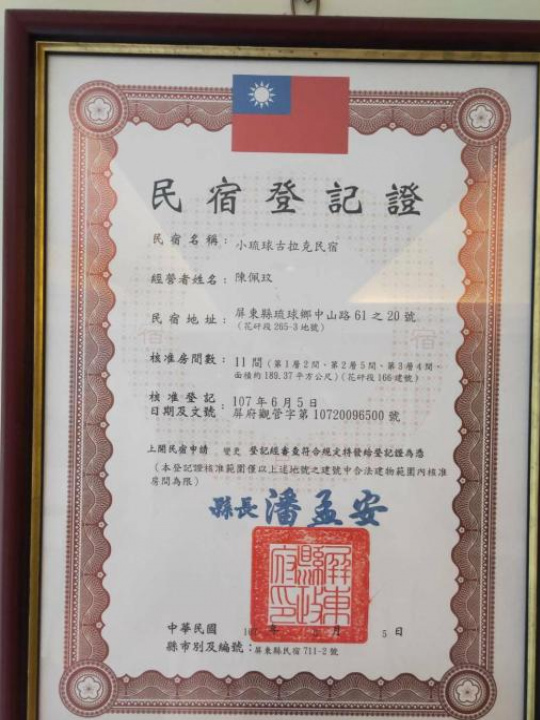 民宿登記證
民宿名稱：小琉球古拉克民宿
經營者姓名：陳佩玟
民宿地址：屏東縣琉球鄉中山路61之20號
（花矸段265-3地號）
核准房間數：11間（第1層2間、第2層5間、第3層4間，
面積約189.37平方公尺）（花矸段166建號）
核准登記 107年6月5日
日期及文號：屏府觀管字第10720096500號
上開民宿申請 變更 登記經審查符合規定特發給登記證為憑
（本登記證核准範圍僅以上述地號之建號中合法建物範圍內核准
房間為限）
縣長潘孟安
屏東縣政府印
中華民國 107 年 月 5 日
縣市別及編號：屏東縣民宿711-2號